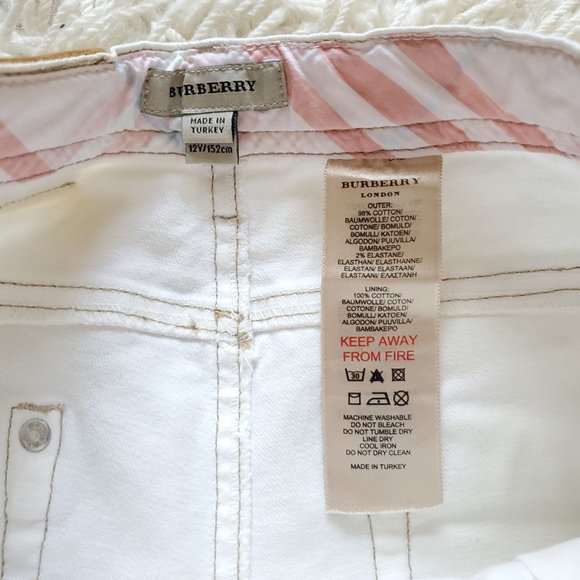 BURBERRY
MADE IN
TURKEY
12Y/152cm
BURBERRY
LONDON
OUTER:
98% COTTON/
BAUMWOLLE/ COTON/
COTONE/ BOMULD/
BOMULL/ KATOEN/
ALGODON/ PUUVILLA/
ΒΑΜΒΑΚΕΡΟ
2% ELASTANE/
ELASTHAN/ ELASTHANNE/
ELASTAN/ ELASTAAN/
ELASTAANI/ ΕΛΑΣΤΑΝΗ
LINING:
100% COTTON/
BAUMWOLLE/ COTON/
COTONE/ BOMULD/
BOMULL/ KATOEN/
ALGODON/ PUUVILLA/
ΒΑΜΒΑΚΕΡΟ
KEEP AWAY
FROM FIRE
30
MACHINE WASHABLE
DO NOT BLEACH
DO NOT TUMBLE DRY
LINE DRY
COOL IRON
DO NOT DRY CLEAN
MADE IN TURKEY